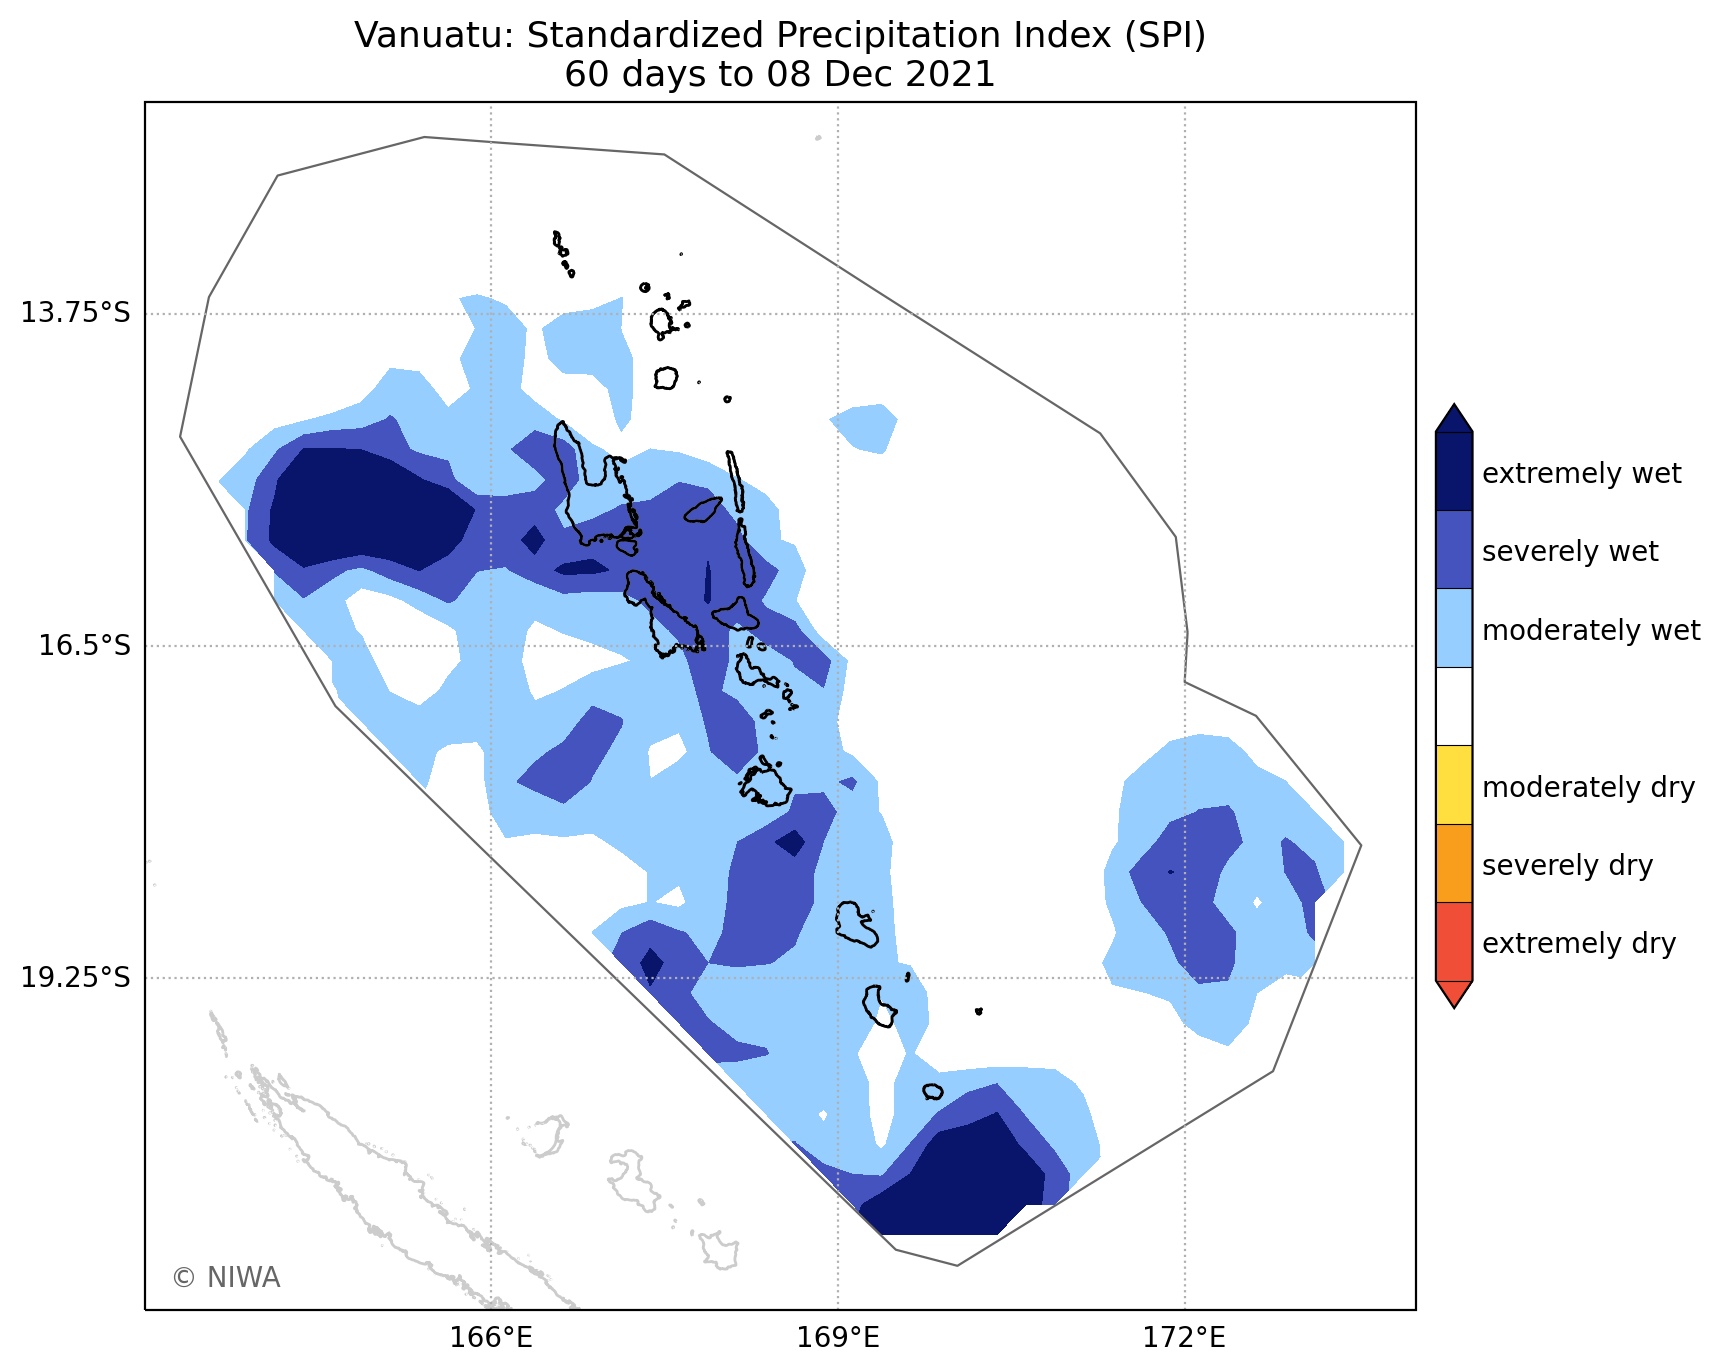 Vanuatu: Standardized Precipitation Index (SPI)
60 days to 08 Dec 2021
13.75°S
16.5°S
19.25°S
166°E
169°E
172°E
extremely wet
severely wet
moderately wet
moderately dry
severely dry
extremely dry
© NIWA